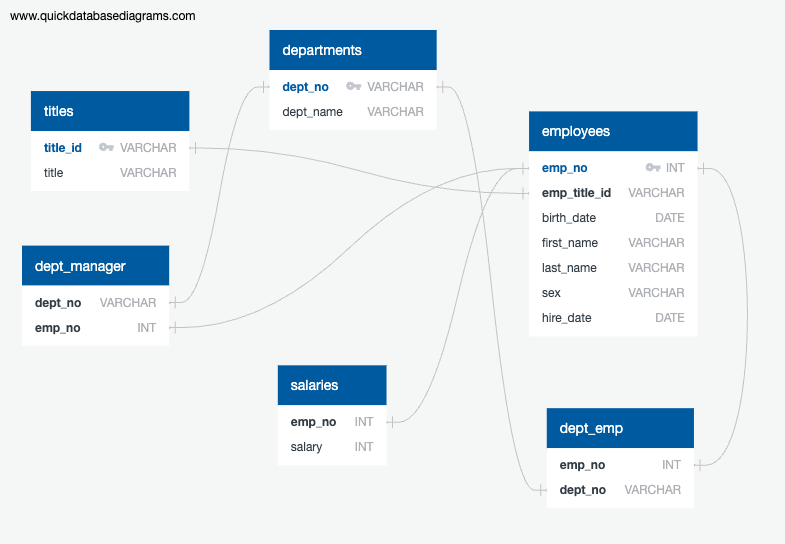 www.quickdatabasediagrams.com
departments
dept_no VARCHAR
dept_name VARCHAR
titles
title_id VARCHAR
title VARCHAR
employees
emp_no INT
emp_title_id VARCHAR
birth_date DATE
first_name VARCHAR
last_name VARCHAR
sex VARCHAR
hire_date DATE
dept_manager
dept_no VARCHAR
emp_no INT
salaries
emp_no INT
salary INT
dept_emp
emp_no INT
dept_no VARCHAR